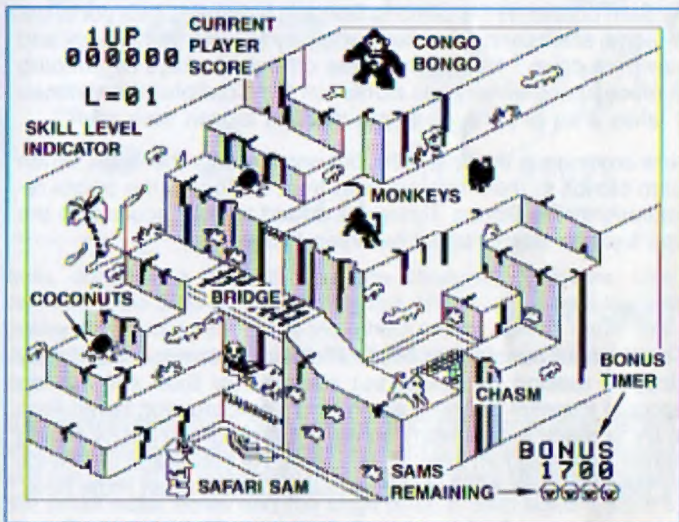 1UP
000000
L=01
CURRENT
PLAYER
SCORE
CONGO
BONGO
SKILL LEVEL
INDICATOR
MONKEYS
COCONUTS
BRIDGE
CHASM
BONUS
TIMER
BONUS
1700
SAFARI SAM
SAMS
REMAINING